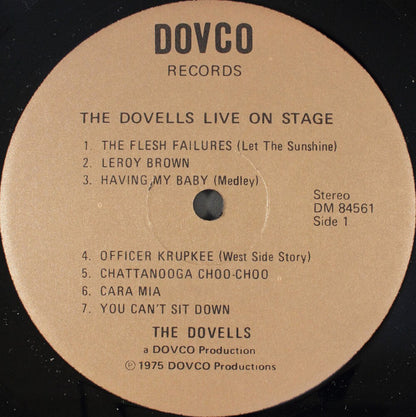 DOVCO
RECORDS
THE DOVELLS LIVE ON STAGE
1. THE FLESH FAILURES (Let The Sunshine)
2. LEROY BROWN
3. HAVING MY BABY (Medley)
Stereo
DM 84561
Side 1
4. OFFICER KRUPKEE (West Side Story)
5. CHATTANOOGA CHOO-CHOO
6. CARA MIA
7. YOU CAN'T SIT DOWN
THE DOVELLS
a DOVCO Production
Ⓟ 1975 DOVCO Productions